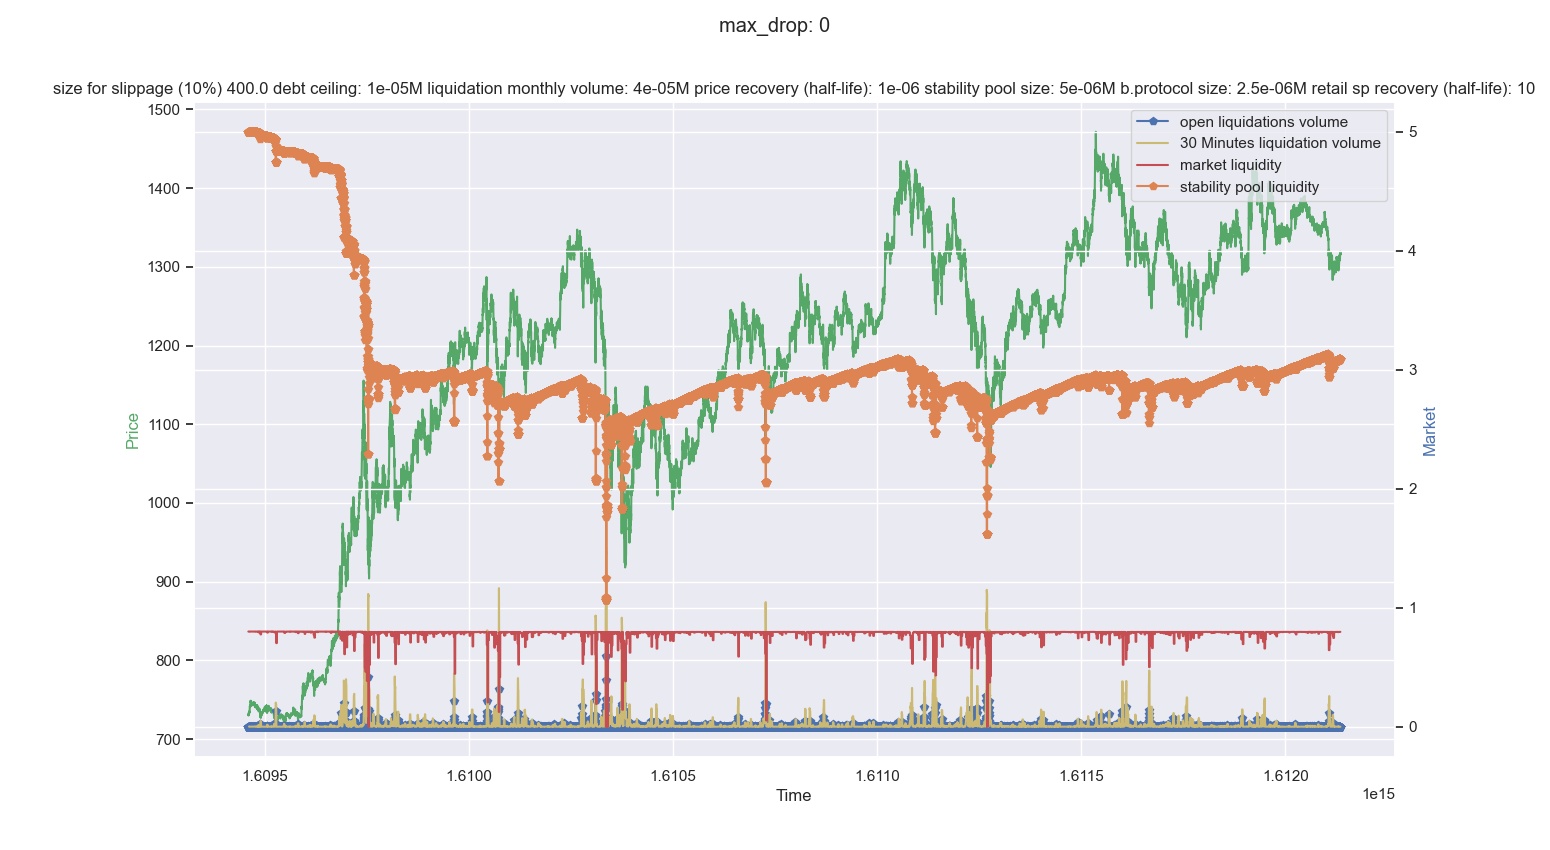 max_drop: 0
size for slippage (10%) 400.0 debt ceiling: 1e-05M liquidation monthly volume: 4e-05M price recovery (half-life): 1e-06 stability pool size: 5e-06M b.protocol size: 2.5e-06M retail sp recovery (half-life): 10
open liquidations volume
30 Minutes liquidation volume
market liquidity
stability pool liquidity
1500
1400
1300
1200
1100
1000
900
800
700
Price
5
4
3
2
1
0
Market
1.6095 1.6100 1.6105 1.6110 1.6115 1.6120
1e15
Time